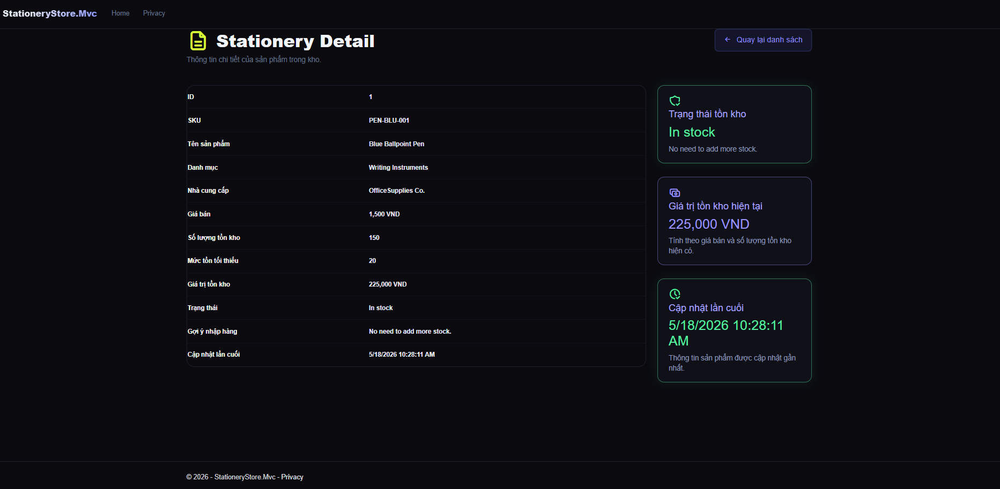 StationeryStore.Mvc Home Privacy
Stationery Detail
← Quay lại danh sách
Thông tin chi tiết của sản phẩm trong kho.
ID 1
SKU PEN-BLU-001
Tên sản phẩm Blue Ballpoint Pen
Danh mục Writing Instruments
Nhà cung cấp OfficeSupplies Co.
Giá bán 1,500 VND
Số lượng tồn kho 150
Mức tồn tối thiểu 20
Giá trị tồn kho 225,000 VND
Trạng thái In stock
Gợi ý nhập hàng No need to add more stock.
Cập nhật lần cuối 5/18/2026 10:28:11 AM
Trạng thái tồn kho
In stock
No need to add more stock.
Giá trị tồn kho hiện tại
225,000 VND
Tính theo giá bán và số lượng tồn kho
hiện có.
Cập nhật lần cuối
5/18/2026 10:28:11
AM
Thông tin sản phẩm được cập nhật gần
nhất.
© 2026 - StationeryStore.Mvc - Privacy